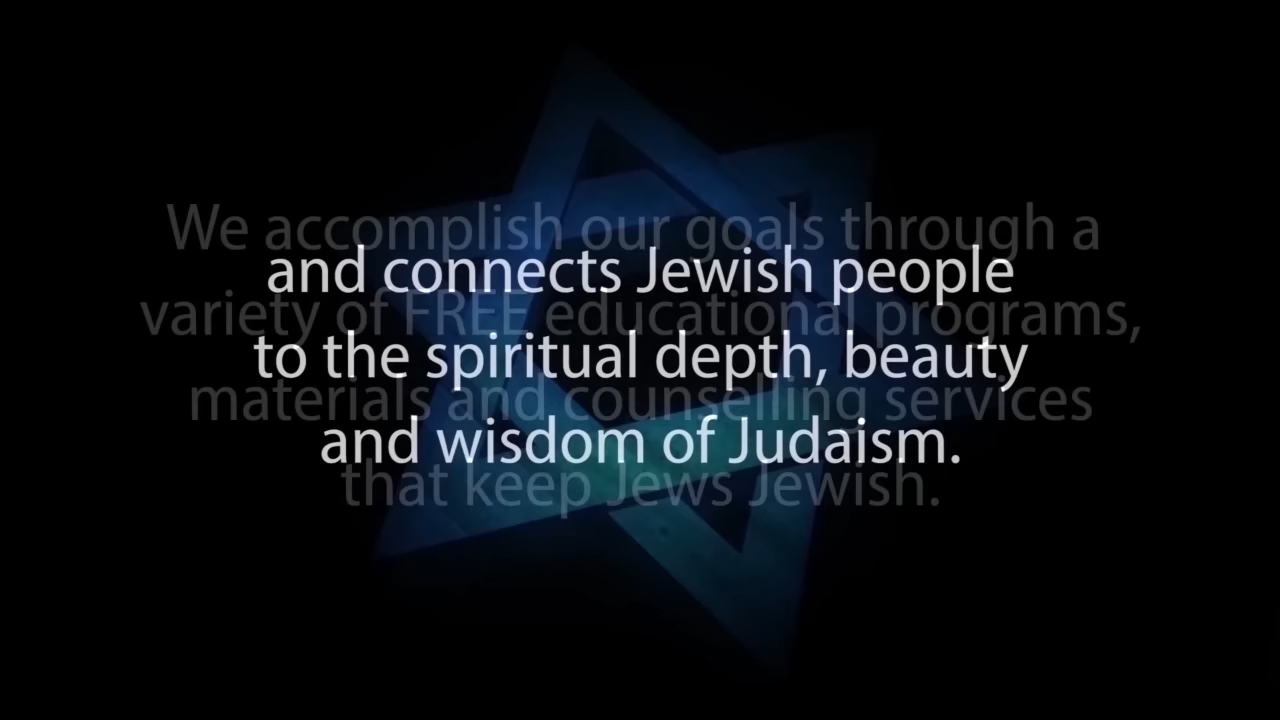 We accomplish our goals through a
and connects Jewish people
variety of FREE educational programs,
to the spiritual depth, beauty
materials and counselling services
and wisdom of Judaism.
that keep Jews Jewish.